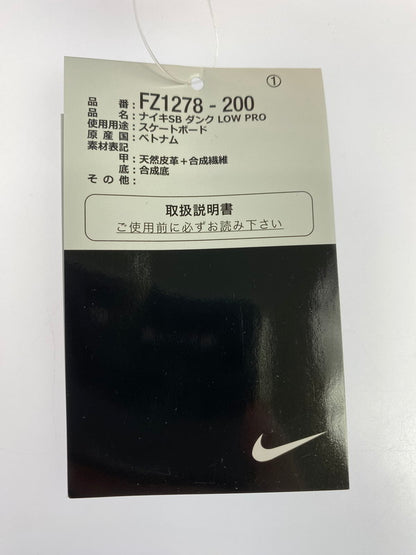 ①
品番：FZ1278 - 200
品名：ナイキSB ダンク LOW PRO
使用用途：スケートボード
原産国：ベトナム
素材表記
甲：天然皮革＋合成繊維
底：合成底
その他：
取扱説明書
ご使用前に必ずお読み下さい